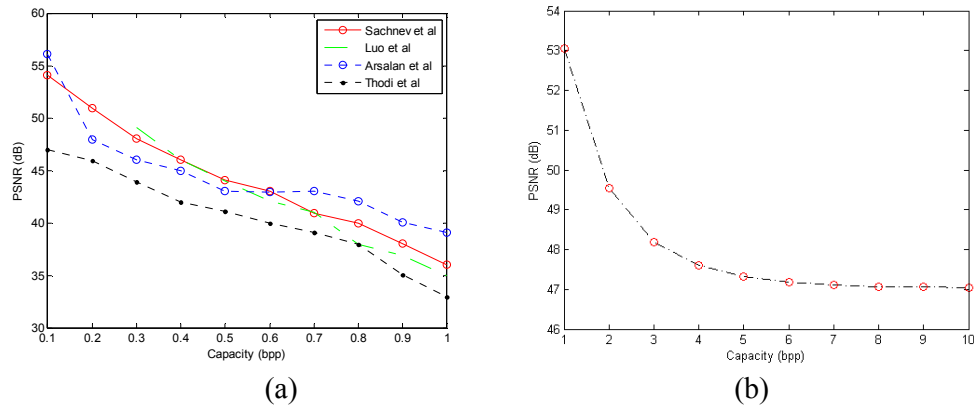 60
55
50
45
40
35
30
PSNR (dB)
0.1 0.2 0.3 0.4 0.5 0.6 0.7 0.8 0.9 1
Capacity (bpp)
Sachnev et al
Luo et al
Arsalan et al
Thodi et al
(a)
54
53
52
51
50
49
48
47
46
PSNR (dB)
1 2 3 4 5 6 7 8 9 10
Capacity (bpp)
(b)